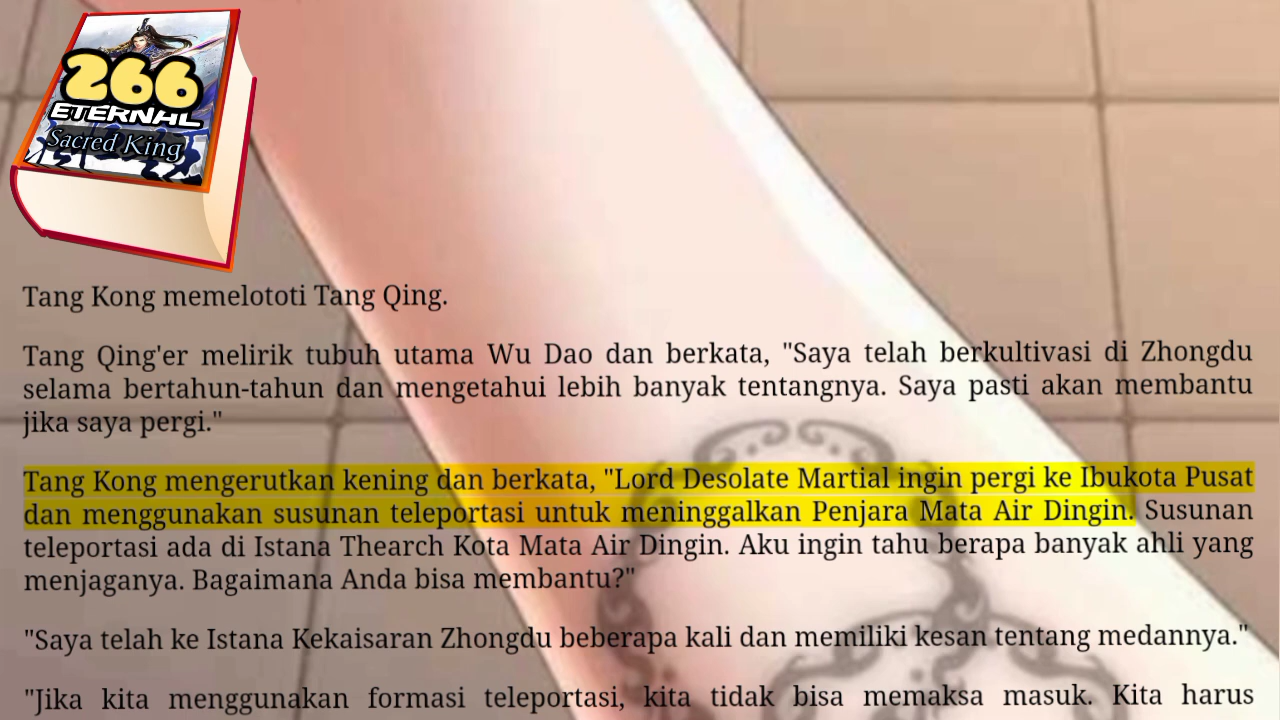 266
ETERNAL
Sacred King
Tang Kong memelototi Tang Qing.
Tang Qing'er melirik tubuh utama Wu Dao dan berkata, "Saya telah berkultivasi di Zhongdu
selama bertahun-tahun dan mengetahui lebih banyak tentangnya. Saya pasti akan membantu
jika saya pergi."
Tang Kong mengerutkan kening dan berkata, "Lord Desolate Martial ingin pergi ke Ibukota Pusat
dan menggunakan susunan teleportasi untuk meninggalkan Penjara Mata Air Dingin. Susunan
teleportasi ada di Istana Thearch Kota Mata Air Dingin. Aku ingin tahu berapa banyak ahli yang
menjaganya. Bagaimana Anda bisa membantu?"
"Saya telah ke Istana Kekaisaran Zhongdu beberapa kali dan memiliki kesan tentang medannya."
"Jika kita menggunakan formasi teleportasi, kita tidak bisa memaksa masuk. Kita harus